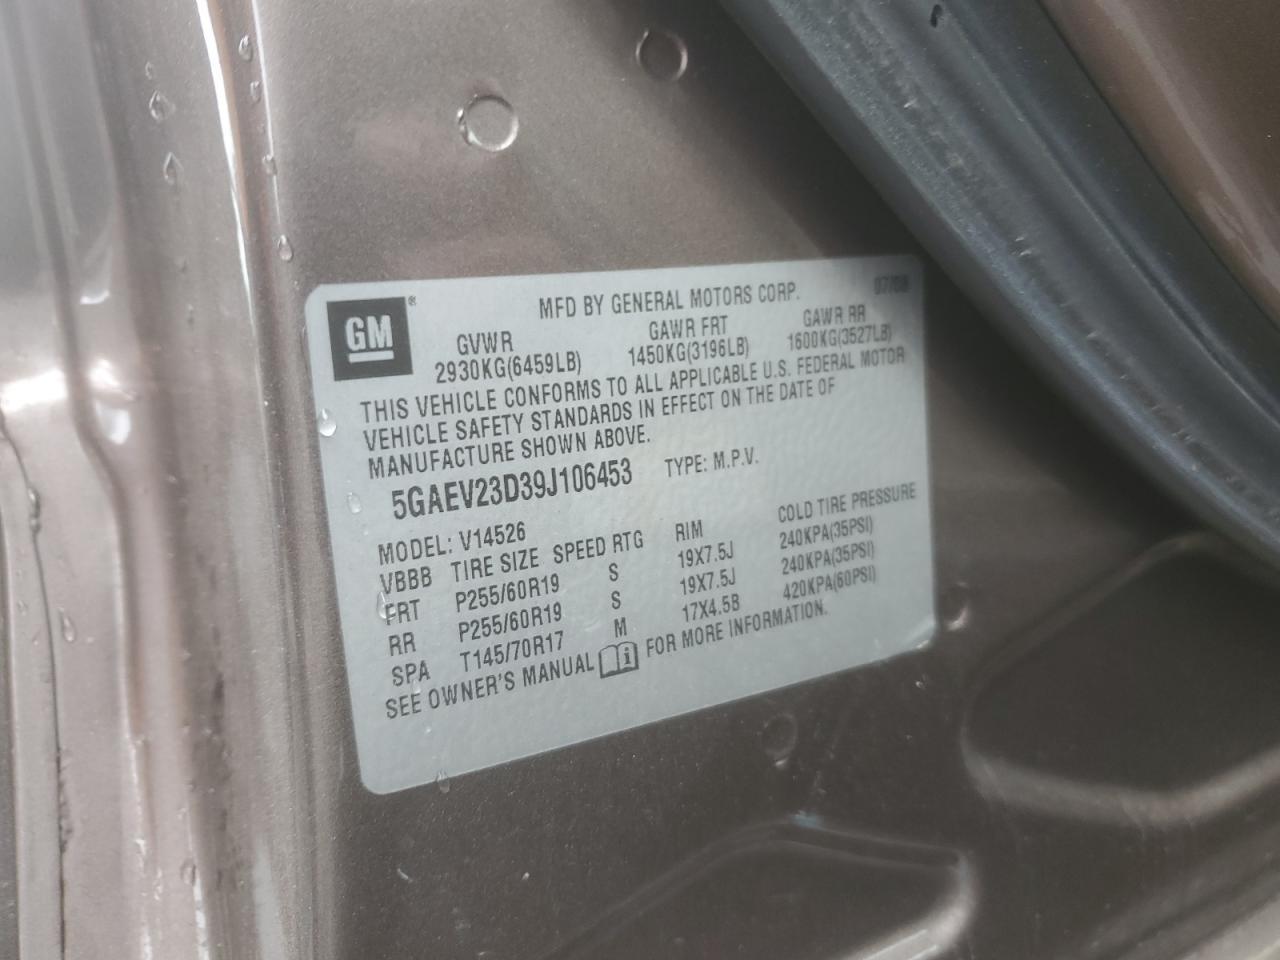 GM ® MFD BY GENERAL MOTORS CORP. 07/08
GVWR GAWR FRT GAWR RR
2930KG(6459LB) 1450KG(3196LB) 1600KG(3527LB)
THIS VEHICLE CONFORMS TO ALL APPLICABLE U.S. FEDERAL MOTOR
VEHICLE SAFETY STANDARDS IN EFFECT ON THE DATE OF
MANUFACTURE SHOWN ABOVE.
5GAEV23D39J106453 TYPE: M.P.V.
MODEL: V14526
VBBB TIRE SIZE SPEED RTG RIM COLD TIRE PRESSURE
FRT P255/60R19 S 19X7.5J 240KPA(35PSI)
RR P255/60R19 S 19X7.5J 240KPA(35PSI)
SPA T145/70R17 M 17X4.5B 420KPA(60PSI)
SEE OWNER'S MANUAL FOR MORE INFORMATION.